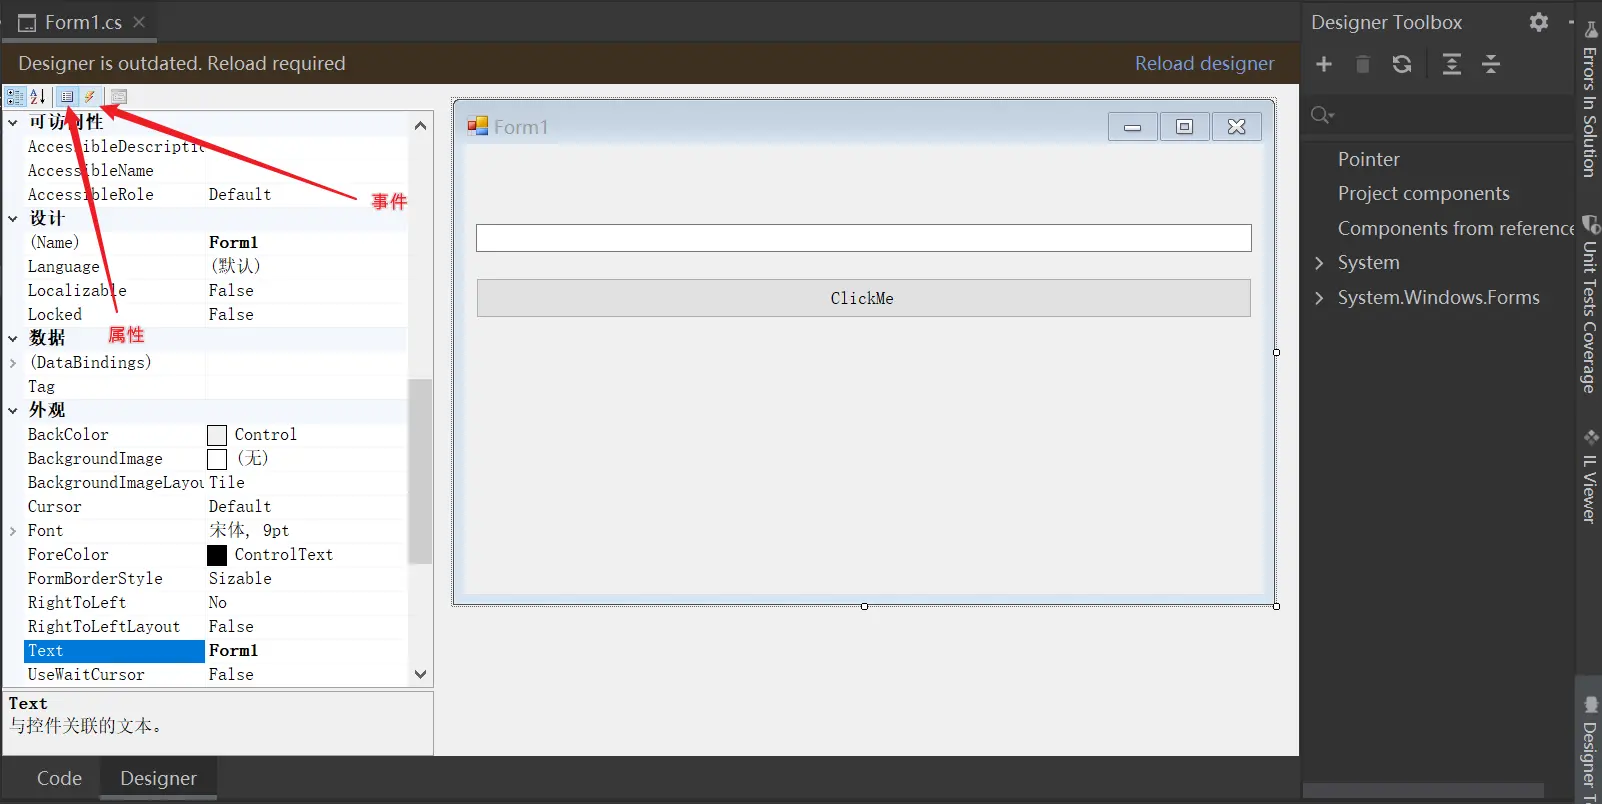 Form1.cs
Designer Toolbox
Designer is outdated. Reload required
Reload designer
可访问性
AccessibleDescriptio
AccessibleName
AccessibleRole Default
设计
(Name) Form1
Language (默认)
Localizable False
Locked False
数据
(DataBindings)
Tag
外观
BackColor Control
BackgroundImage (无)
BackgroundImageLayou Tile
Cursor Default
Font 宋体, 9pt
ForeColor ControlText
FormBorderStyle Sizable
RightToLeft No
RightToLeftLayout False
Text Form1
UseWaitCursor False
Text
与控件关联的文本。
事件
属性
Form1
ClickMe
Code
Designer
Pointer
Project components
Components from reference
System
System.Windows.Forms
Errors In Solution
Unit Tests Coverage
IL Viewer
Designer To